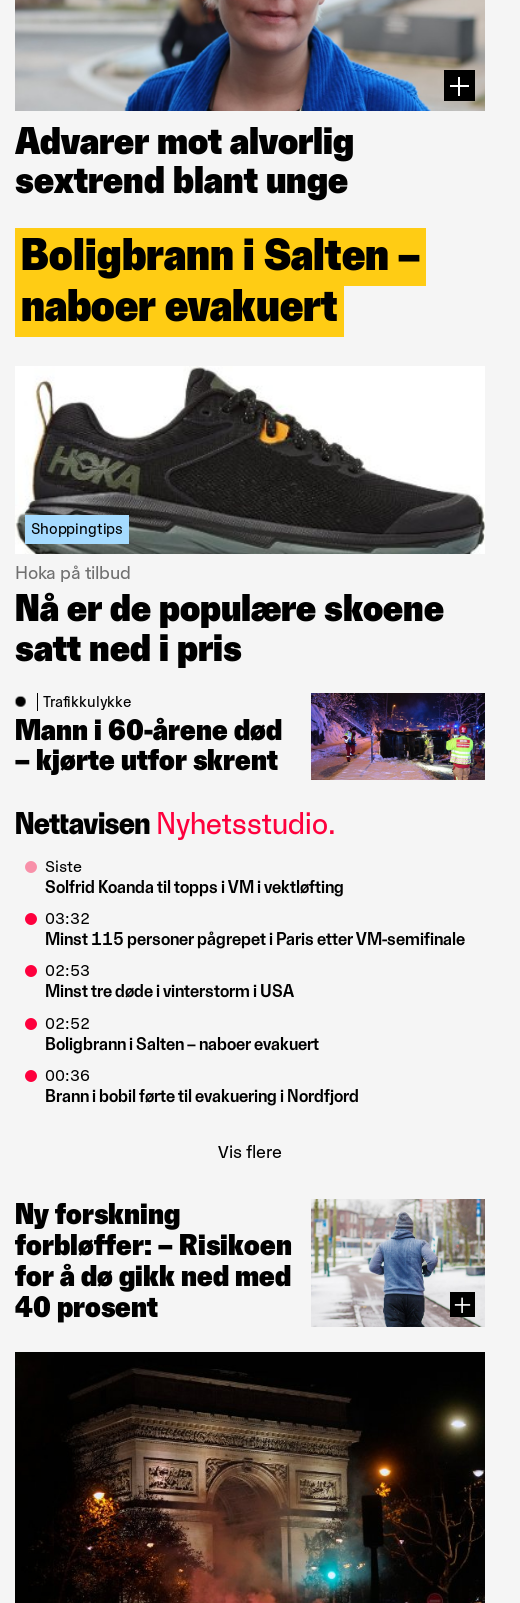 Advarer mot alvorlig
sextrend blant unge
Boligbrann i Salten –
naboer evakuert
HOKA
Shoppingtips
Hoka på tilbud
Nå er de populære skoene
satt ned i pris
Trafikkulykke
Mann i 60-årene død
– kjørte utfor skrent
Nettavisen Nyhetsstudio.
Siste
Solfrid Koanda til topps i VM i vektløfting
03:32
Minst 115 personer pågrepet i Paris etter VM-semifinale
02:53
Minst tre døde i vinterstorm i USA
02:52
Boligbrann i Salten – naboer evakuert
00:36
Brann i bobil førte til evakuering i Nordfjord
Vis flere
Ny forskning
forbløffer: – Risikoen
for å dø gikk ned med
40 prosent